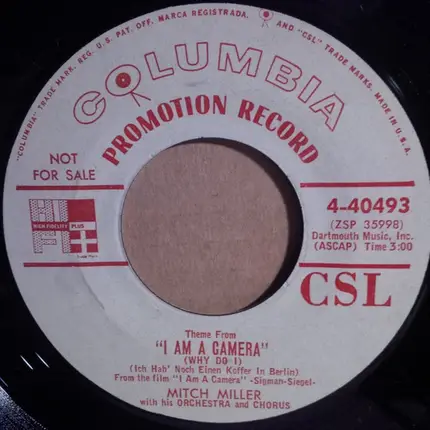 "COLUMBIA" TRADE MARK. REG. U. S. PAT. OFF. MARCA REGISTRADA. AND "CSL" TRADE MARKS. MADE IN U.S.A.
COLUMBIA
PROMOTION RECORD
NOT
FOR SALE
HI
HIGH FIDELITY PLUS
FI
4-40493
(ZSP 35998)
Dartmouth Music, Inc.
(ASCAP) Time 3:00
CSL
Theme From
"I AM A CAMERA"
(WHY DO I)
(Ich Hab' Noch Einen Koffer In Berlin)
From the film "I Am A Camera" -Sigman-Siegel-
MITCH MILLER
with his ORCHESTRA and CHORUS